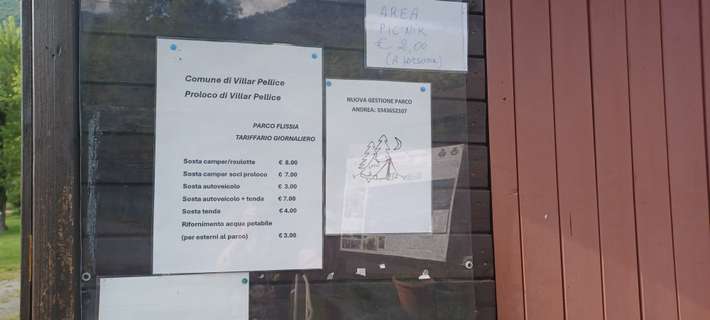 AREA
PIC NIK
€ 2,00
(A PERSONA)
Comune di Villar Pellice
Proloco di Villar Pellice
PARCO FLISSIA
TARIFFARIO GIORNALIERO
Sosta camper/roulotte € 8.00
Sosta camper soci proloco € 7.00
Sosta autoveicolo € 3.00
Sosta autoveicolo + tenda € 7.00
Sosta tenda € 4.00
Rifornimento acqua potabile
(per esterni al parco) € 3.00
NUOVA GESTIONE PARCO
ANDREA: 3343652107